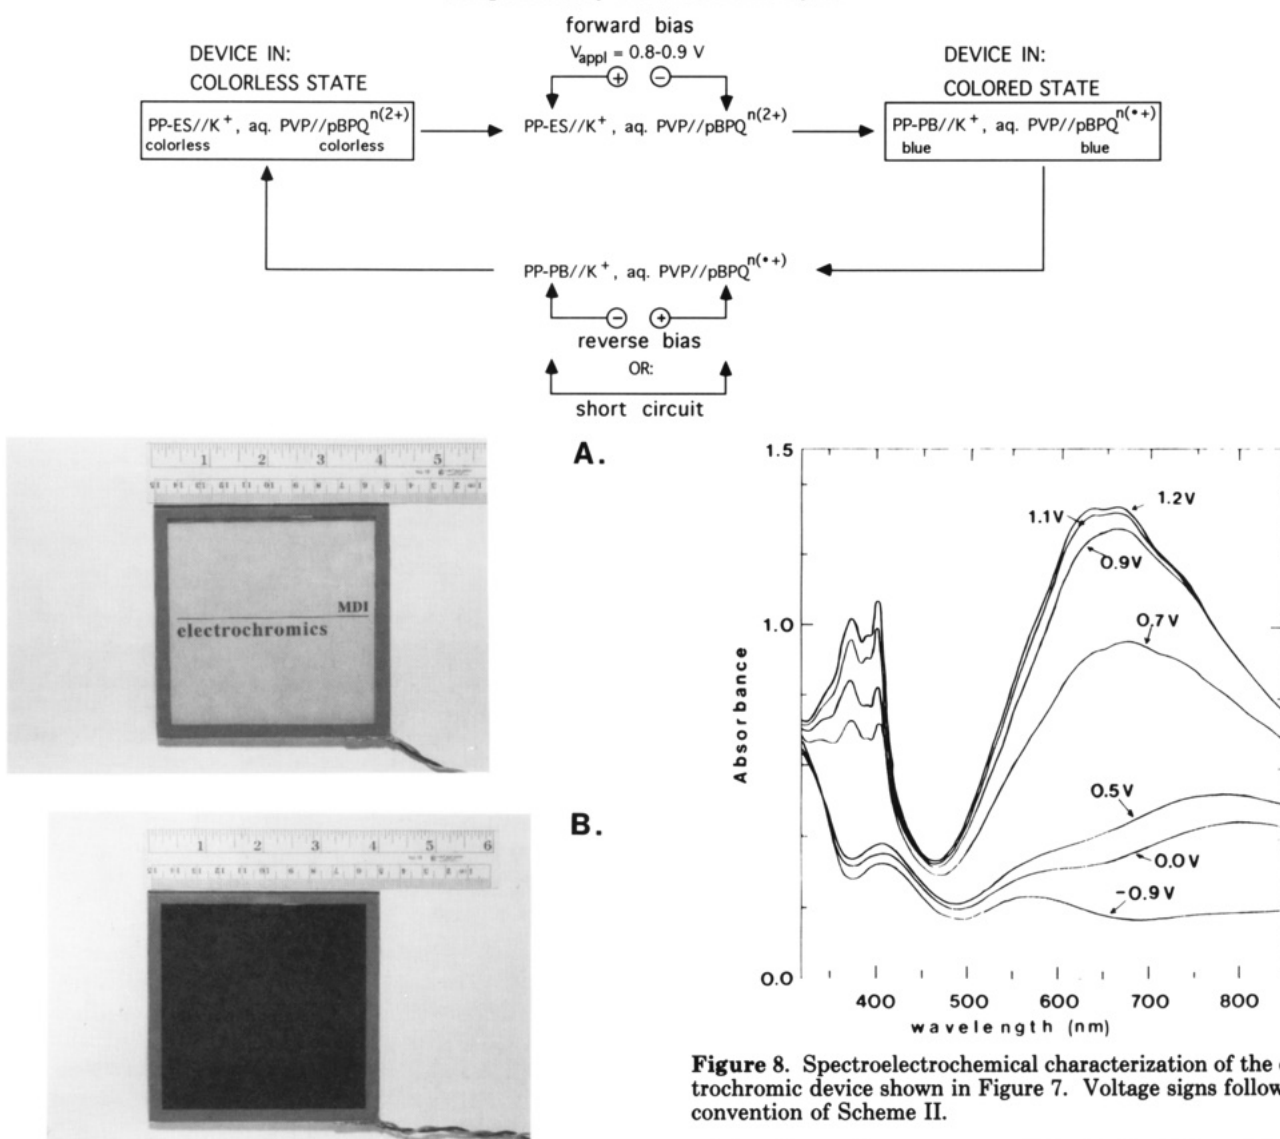 forward bias
Vappl = 0.8-0.9 V
DEVICE IN:
COLORLESS STATE
DEVICE IN:
COLORED STATE
+ −
PP-ES//K+, aq. PVP//pBPQn(2+)
colorless colorless
PP-ES//K+, aq. PVP//pBPQn(2+)
PP-PB//K+, aq. PVP//pBPQn(•+)
blue blue
PP-PB//K+, aq. PVP//pBPQn(•+)
− +
reverse bias
OR:
short circuit
A.
1 2 3 4 5
MDI
electrochromics
B.
1 2 3 4 5 6
1.5
1.0
0.0
Absorbance
1.2V
1.1V
0.9V
0.7V
0.5V
0.0V
-0.9V
400 500 600 700 800
wavelength (nm)
Figure 8. Spectroelectrochemical characterization of the
trochromic device shown in Figure 7. Voltage signs follow
convention of Scheme II.